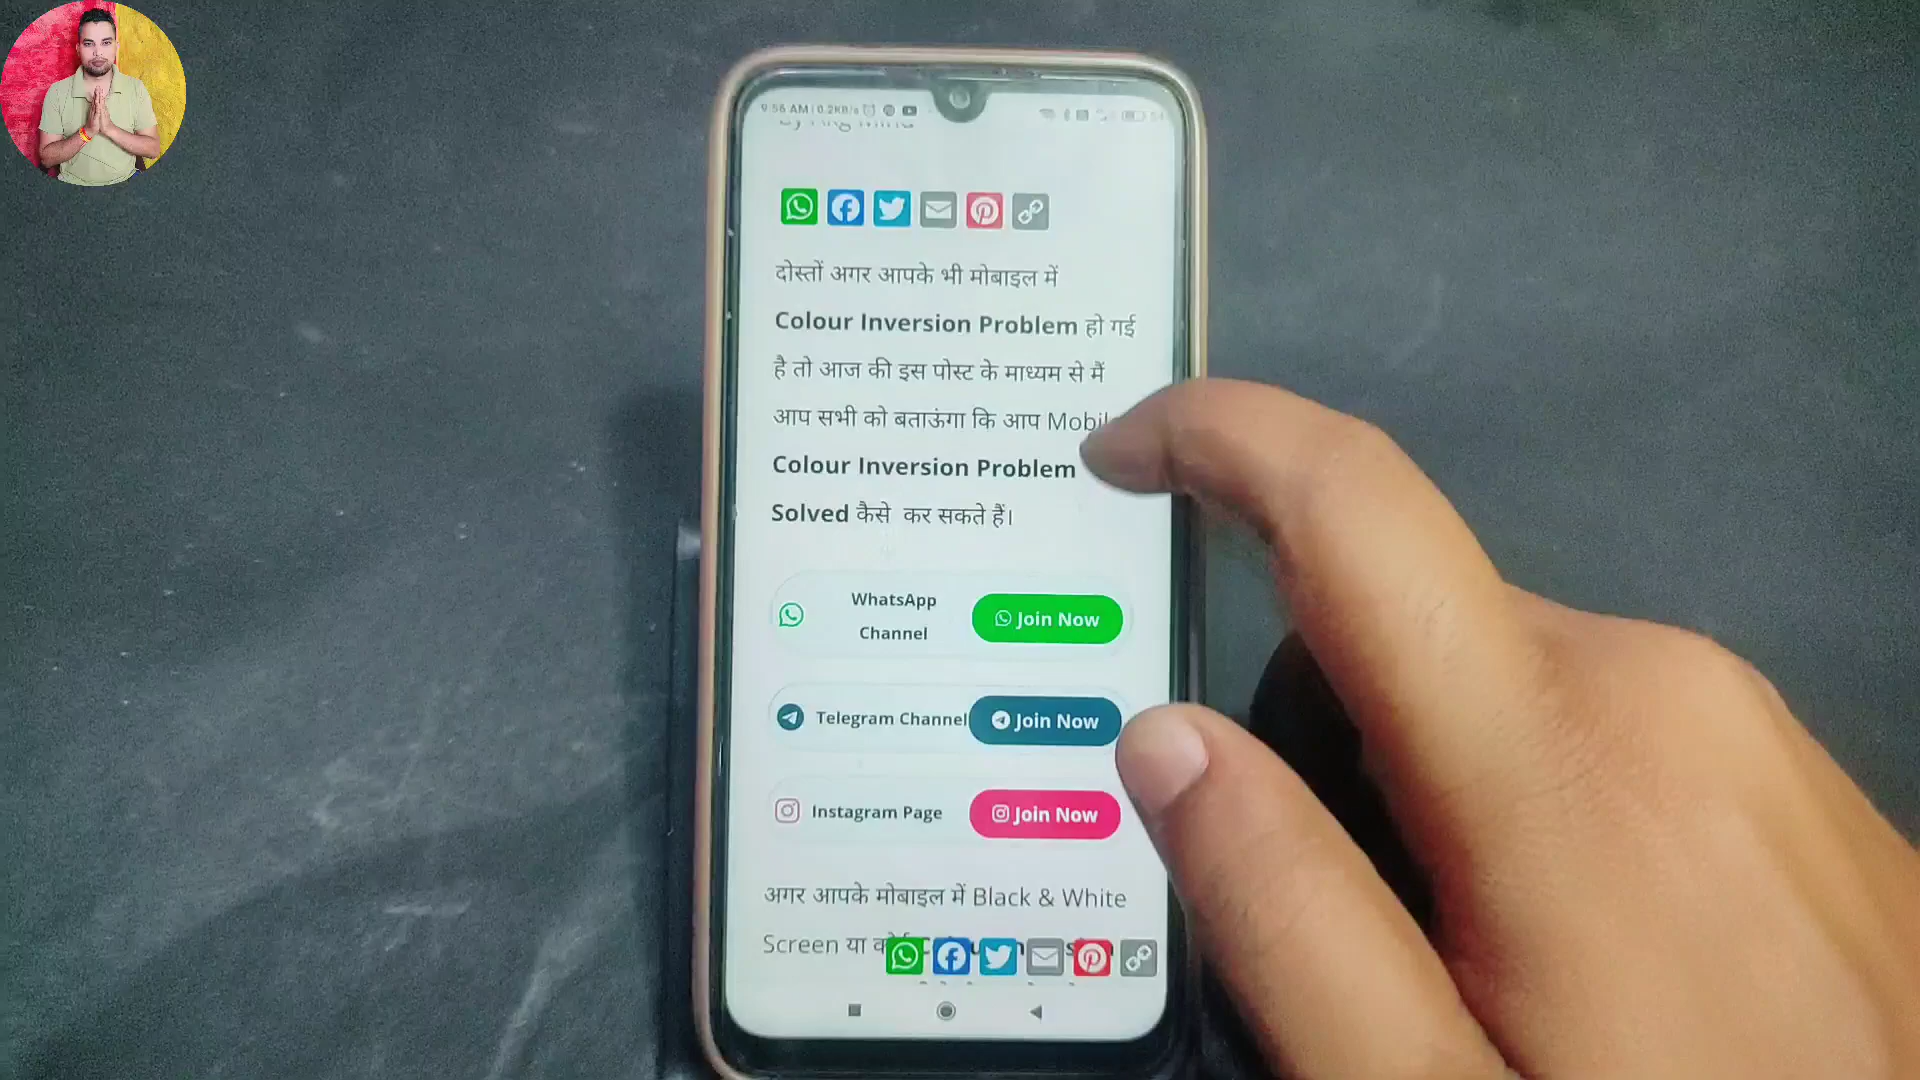 9:56 AM 0.2KB/s
दोस्तों अगर आपके भी मोबाइल में
Colour Inversion Problem हो गई
है तो आज की इस पोस्ट के माध्यम से मैं
आप सभी को बताऊंगा कि आप
Colour Inversion Problem
Solved कैसे कर सकते हैं।
WhatsApp
Channel
Join Now
Telegram Channel
Join Now
Instagram Page
Join Now
अगर आपके मोबाइल में Black & White
Screen या